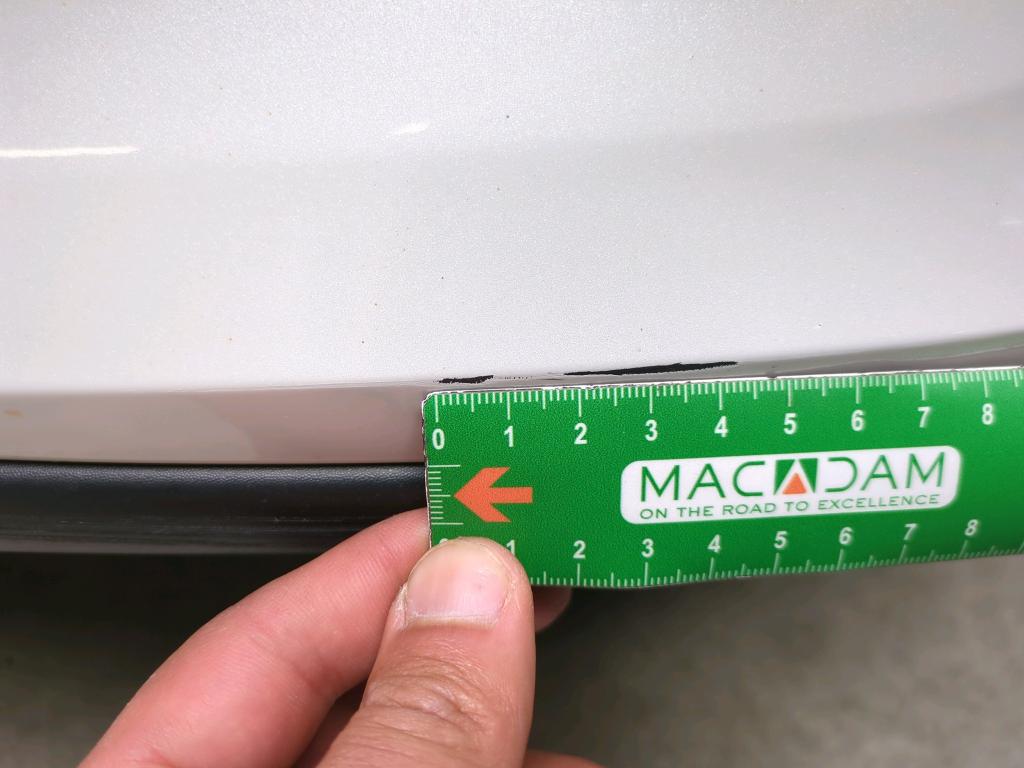 0 1 2 3 4 5 6 7 8
MACADAM
ON THE ROAD TO EXCELLENCE
1 2 3 4 5 6 7 8